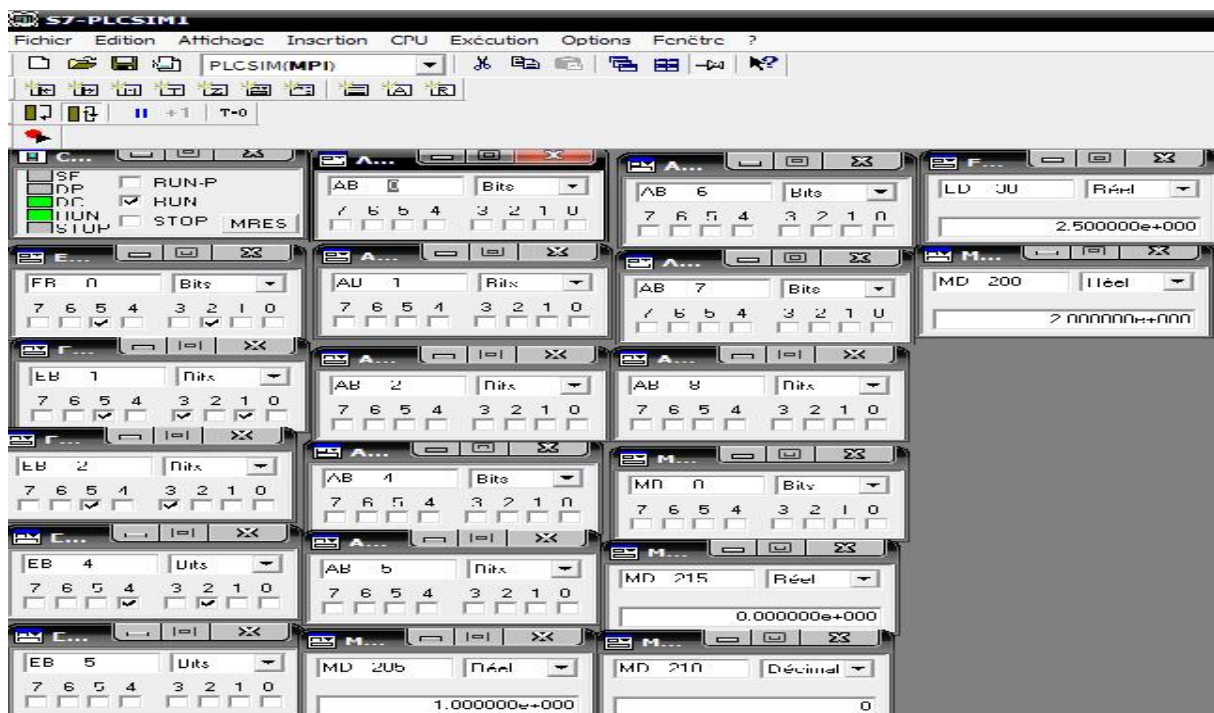 S7-PLCSIM1
Fichier Edition Affichage Insertion CPU Exécution Options Fenêtre ?
PLCSIM(MPI)
+1 T=0
C...
SF
DP
DC
RUN
STOP
RUN-P
RUN
STOP MRES
A...
AB 0 Bits
7 6 5 4 3 2 1 0
A...
AB 6 Bits
7 6 5 4 3 2 1 0
Réel
2.500000e+000
E...
EB 0 Bits
7 6 5 4 3 2 1 0
A...
AB 1 Bits
7 6 5 4 3 2 1 0
A...
AB 7 Bits
7 6 5 4 3 2 1 0
M...
MD 200 Réel
2.000000e+000
E...
EB 1 Bits
7 6 5 4 3 2 1 0
A...
AB 2 Bits
7 6 5 4 3 2 1 0
A...
AB 8 Bits
7 6 5 4 3 2 1 0
E...
EB 2 Bits
7 6 5 4 3 2 1 0
A...
AB 4 Bits
7 6 5 4 3 2 1 0
M...
0 Bits
7 6 5 4 3 2 1 0
E...
EB 4 Bits
7 6 5 4 3 2 1 0
A...
AB 5 Bits
7 6 5 4 3 2 1 0
M...
MD 215 Réel
0.000000e+000
E...
EB 5 Bits
7 6 5 4 3 2 1 0
M...
MD 205 Réel
1.000000e+000
M...
MD 210 Décimal
0